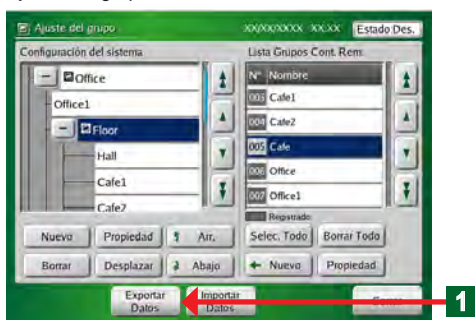 Ajuste del grupo XX/XX/XXXX XX:XX Estado Des.
Configuración del sistema
Office
Office1
Floor
Hall
Cafe1
Cafe2
Lista Grupos Cont. Rem.
N° Nombre
003 Cafe1
004 Cafe2
005 Cafe
006 Office
007 Office1
Registrado
Nuevo Propiedad Arr.
Borrar Desplazar Abajo
Selec. Todo Borrar Todo
Nuevo Propiedad
Exportar Datos
Importar Datos
1